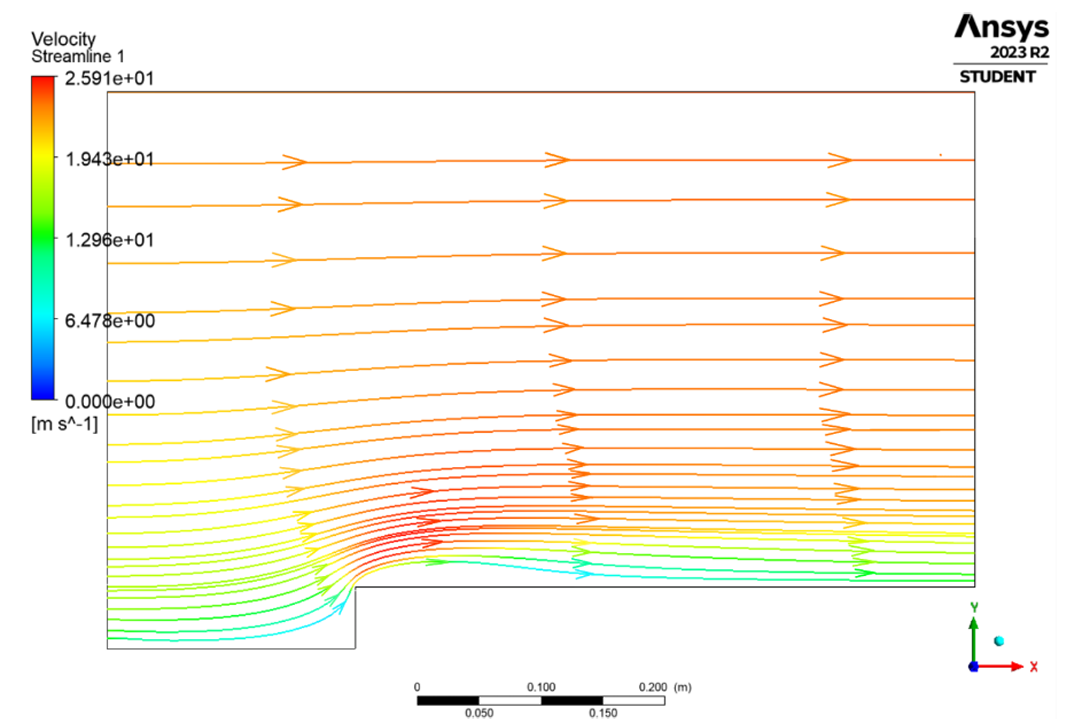 Ansys
2023 R2
STUDENT
Velocity
Streamline 1
2.591e+01
1.943e+01
1.296e+01
6.478e+00
0.000e+00
[m s^-1]
Y
X
0 0.100 0.200 (m)
0.050 0.150